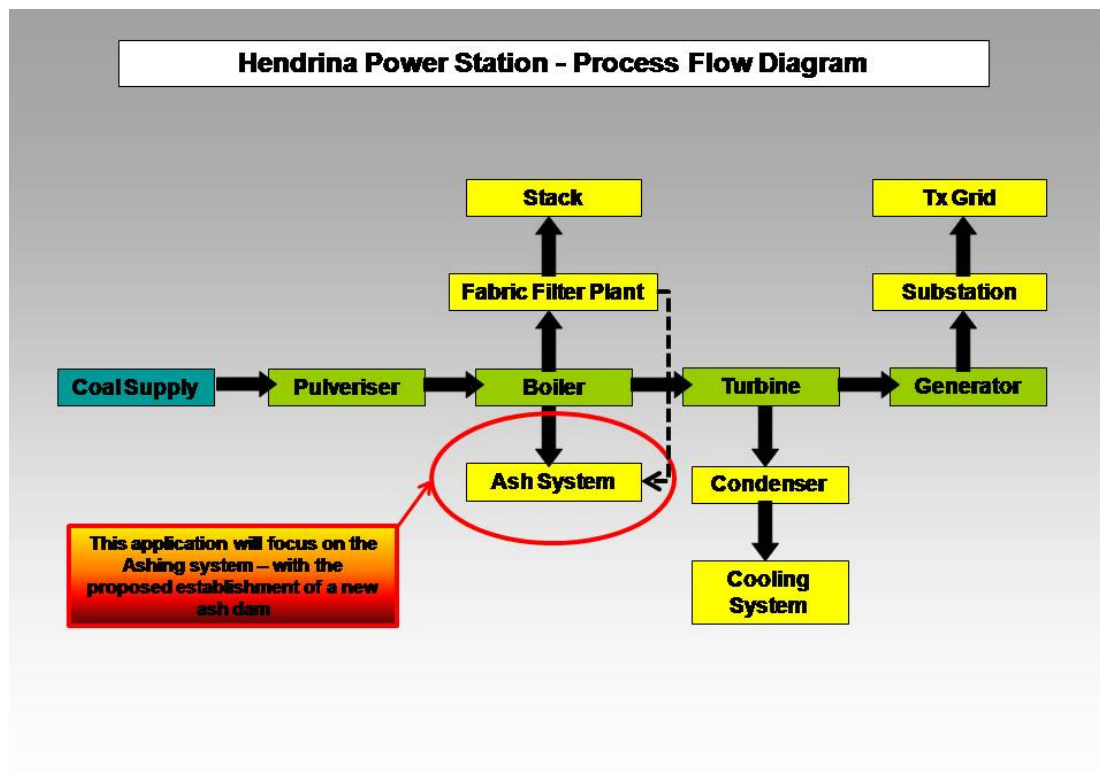 Hendrina Power Station - Process Flow Diagram
Stack
Tx Grid
Fabric Filter Plant
Substation
Coal Supply
Pulveriser
Boiler
Turbine
Generator
Ash System
Condenser
This application will focus on the
Ashing system – with the
proposed establishment of a new
ash dam
Cooling
System